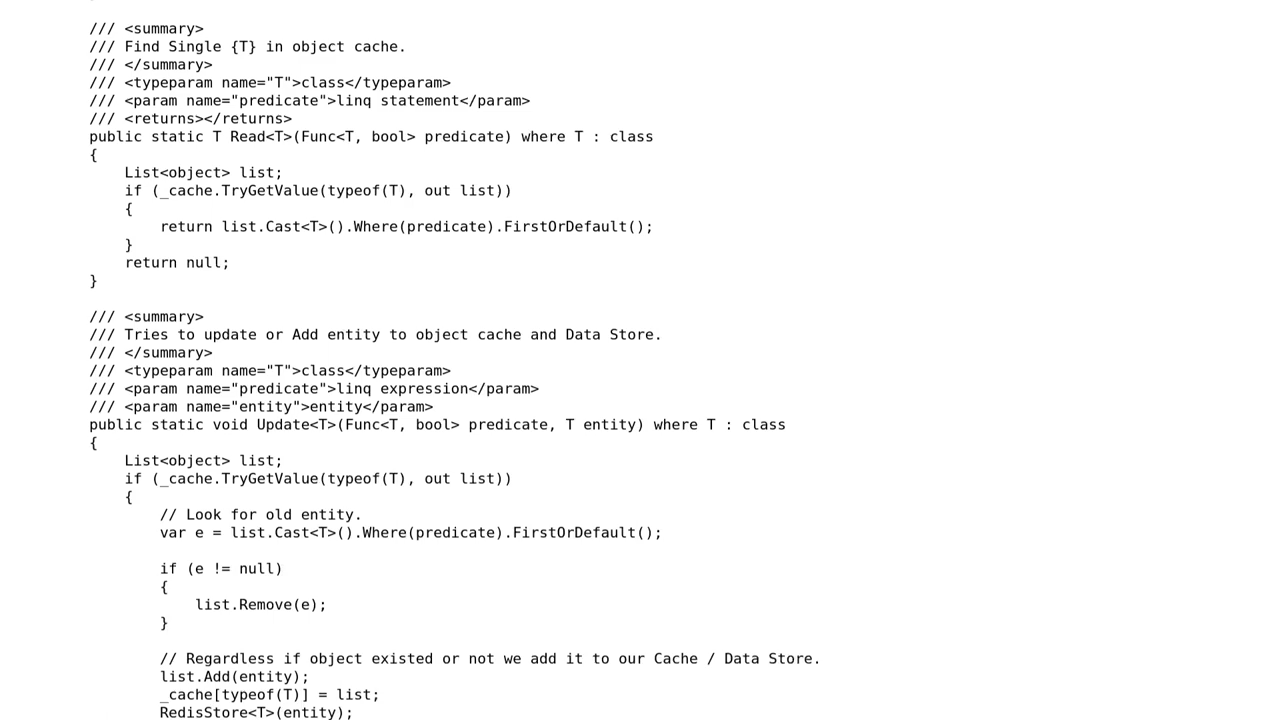 /// <summary>
/// Find Single {T} in object cache.
/// </summary>
/// <typeparam name="T">class</typeparam>
/// <param name="predicate">linq statement</param>
/// <returns></returns>
public static T Read<T>(Func<T, bool> predicate) where T : class
{
    List<object> list;
    if (_cache.TryGetValue(typeof(T), out list))
    {
        return list.Cast<T>().Where(predicate).FirstOrDefault();
    }
    return null;
}

/// <summary>
/// Tries to update or Add entity to object cache and Data Store.
/// </summary>
/// <typeparam name="T">class</typeparam>
/// <param name="predicate">linq expression</param>
/// <param name="entity">entity</param>
public static void Update<T>(Func<T, bool> predicate, T entity) where T : class
{
    List<object> list;
    if (_cache.TryGetValue(typeof(T), out list))
    {
        // Look for old entity.
        var e = list.Cast<T>().Where(predicate).FirstOrDefault();

        if (e != null)
        {
            list.Remove(e);
        }

        // Regardless if object existed or not we add it to our Cache / Data Store.
        list.Add(entity);
        _cache[typeof(T)] = list;
        RedisStore<T>(entity);